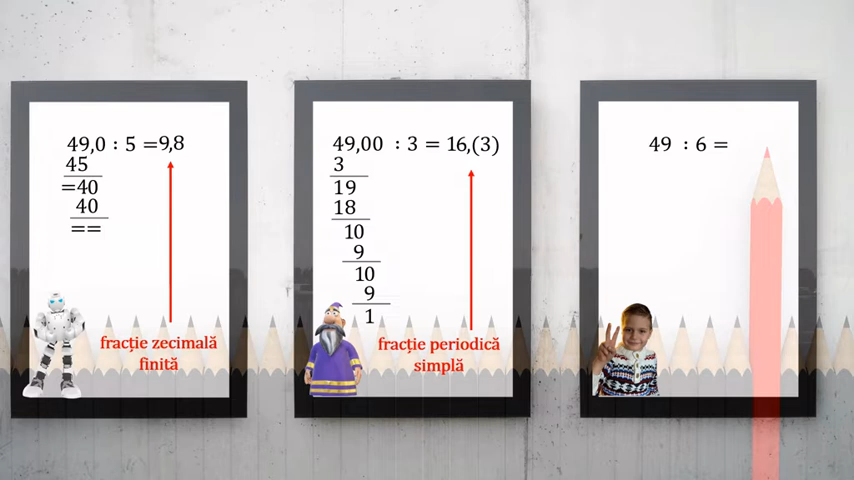 49,0 : 5 =9,8
45
=40
40
==
fracție zecimală
finită
49,00 : 3 = 16,(3)
3
19
18
10
9
10
9
1
fracție periodică
simplă
49 : 6 =